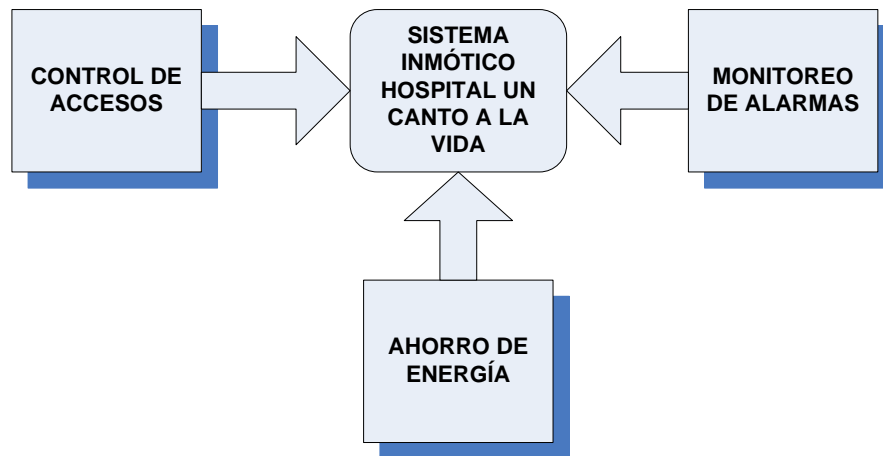 CONTROL DE
ACCESOS
SISTEMA
INMÓTICO
HOSPITAL UN
CANTO A LA
VIDA
MONITOREO
DE ALARMAS
AHORRO DE
ENERGÍA